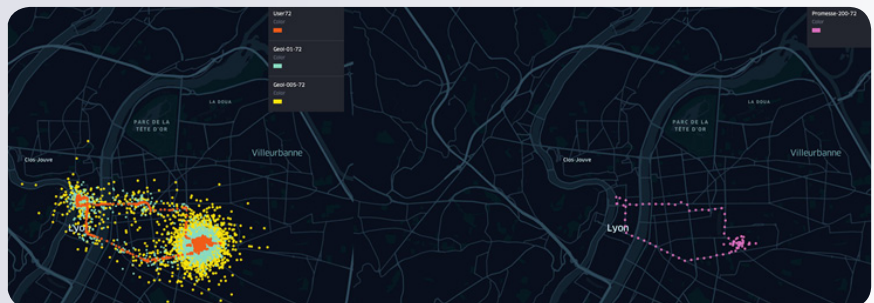 User72
Color
GeoI-01-72
Color
GeoI-005-72
Color
LA DOUA
PARC DE LA
TÊTE D'OR
Villeurbanne
Clos-Jouve
Lyon
Promesse-200-72
Color
LA DOUA
PARC DE LA
TÊTE D'OR
Villeurbanne
Clos-Jouve
Lyon